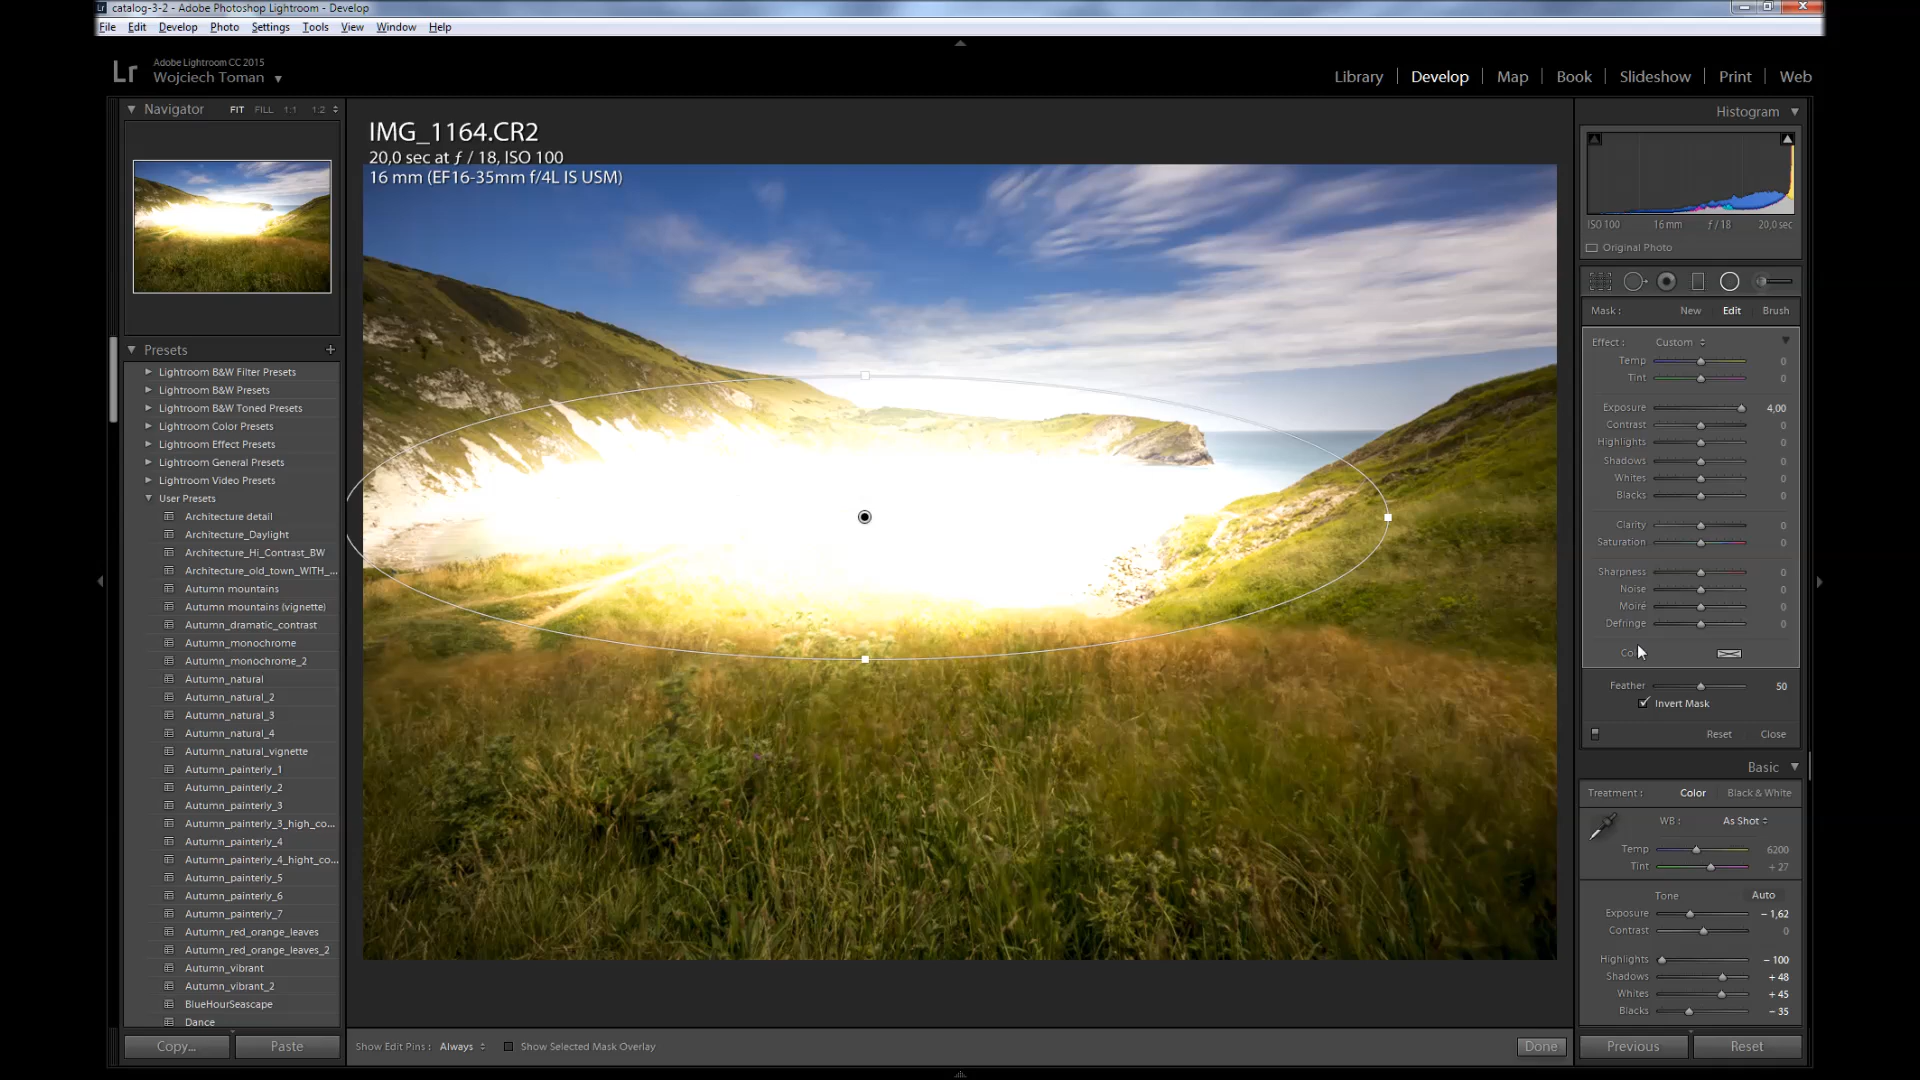 Lr catalog-3-2 - Adobe Photoshop Lightroom - Develop
File Edit Develop Photo Settings Tools View Window Help
Lr Adobe Lightroom CC 2015
Wojciech Toman
Library Develop Map Book Slideshow Print Web
Navigator FIT FILL 1:1 1:2
Presets +
Lightroom B&W Filter Presets
Lightroom B&W Presets
Lightroom B&W Toned Presets
Lightroom Color Presets
Lightroom Effect Presets
Lightroom General Presets
Lightroom Video Presets
User Presets
Architecture detail
Architecture_Daylight
Architecture_Hi_Contrast_BW
Architecture_old_town_WITH_...
Autumn mountains
Autumn mountains (vignette)
Autumn_dramatic_contrast
Autumn_monochrome
Autumn_monochrome_2
Autumn_natural
Autumn_natural_2
Autumn_natural_3
Autumn_natural_4
Autumn_natural_vignette
Autumn_painterly_1
Autumn_painterly_2
Autumn_painterly_3
Autumn_painterly_3_high_co...
Autumn_painterly_4
Autumn_painterly_4_hight_co...
Autumn_painterly_5
Autumn_painterly_6
Autumn_painterly_7
Autumn_red_orange_leaves
Autumn_red_orange_leaves_2
Autumn_vibrant
Autumn_vibrant_2
BlueHourSeascape
Dance
Copy... Paste
IMG_1164.CR2
20,0 sec at ƒ / 18, ISO 100
16 mm (EF16-35mm f/4L IS USM)
Show Edit Pins : Always Show Selected Mask Overlay Done
Histogram
ISO 100 16 mm ƒ / 18 20,0 sec
Original Photo
Mask : New Edit Brush
Effect : Custom
Temp 0
Tint 0
Exposure 4,00
Contrast 0
Highlights 0
Shadows 0
Whites 0
Blacks 0
Clarity 0
Saturation 0
Sharpness 0
Noise 0
Moiré 0
Defringe 0
Feather 50
Invert Mask
Reset Close
Basic
Treatment : Color Black & White
WB : As Shot
Temp 6200
Tint + 27
Tone Auto
Exposure − 1,62
Contrast 0
Highlights − 100
Shadows + 48
Whites + 45
Blacks − 35
Previous Reset